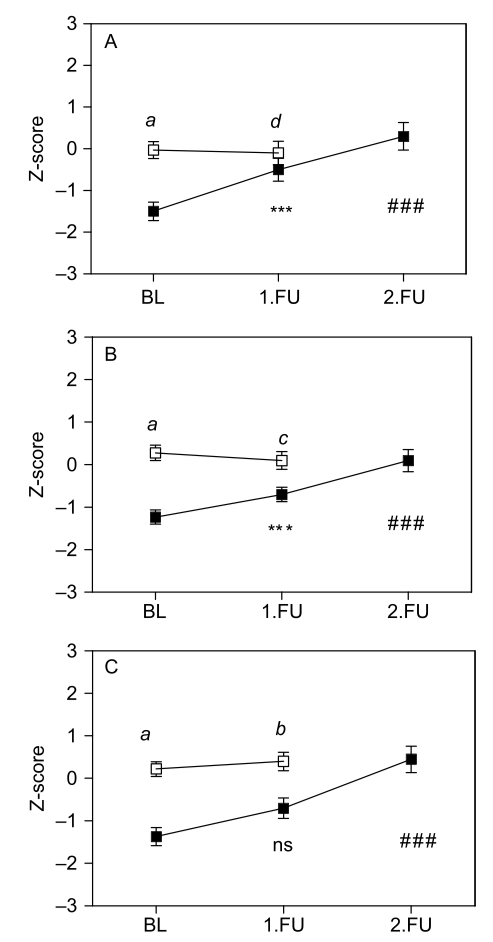 3
A
2
1
a
d
0
Z-score
–1
***
###
–2
–3
BL 1.FU 2.FU
3
B
2
1
a
c
0
Z-score
–1
***
###
–2
–3
BL 1.FU 2.FU
3
C
2
1
a
b
0
Z-score
–1
ns
###
–2
–3
BL 1.FU 2.FU